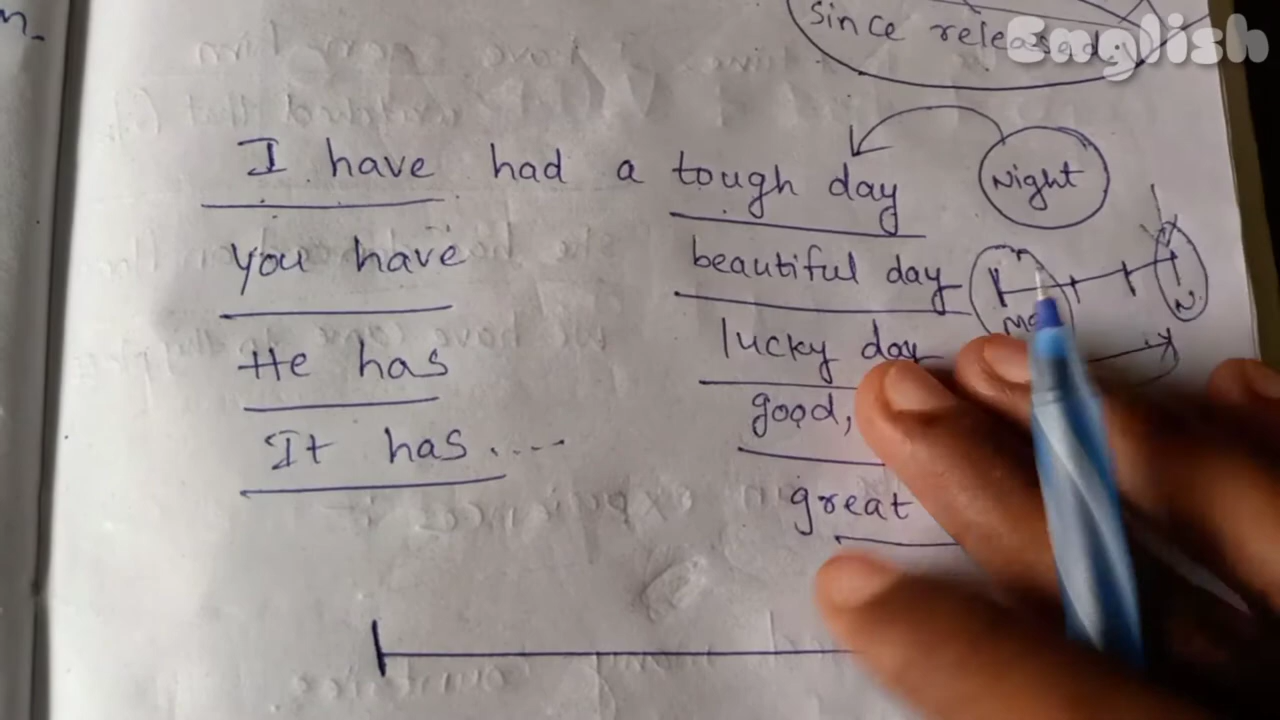 n.
since released.
English
I have had a tough day
Night
You have
beautiful day
N.
He has
lucky day
good,
It has....
great